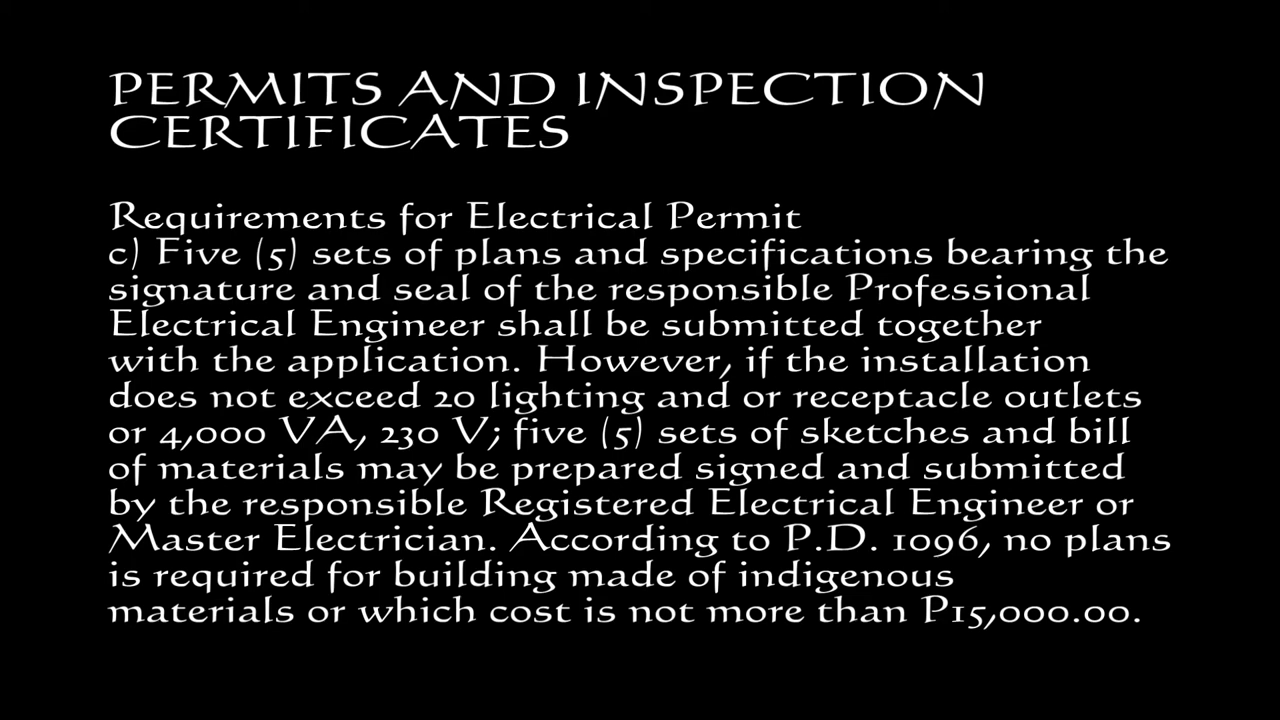 PERMITS AND INSPECTION
CERTIFICATES
Requirements for Electrical Permit
c) Five (5) sets of plans and specifications bearing the
signature and seal of the responsible Professional
Electrical Engineer shall be submitted together
with the application. However, if the installation
does not exceed 20 lighting and or receptacle outlets
or 4,000 VA, 230 V; five (5) sets of sketches and bill
of materials may be prepared signed and submitted
by the responsible Registered Electrical Engineer or
Master Electrician. According to P.D. 1096, no plans
is required for building made of indigenous
materials or which cost is not more than P15,000.00.